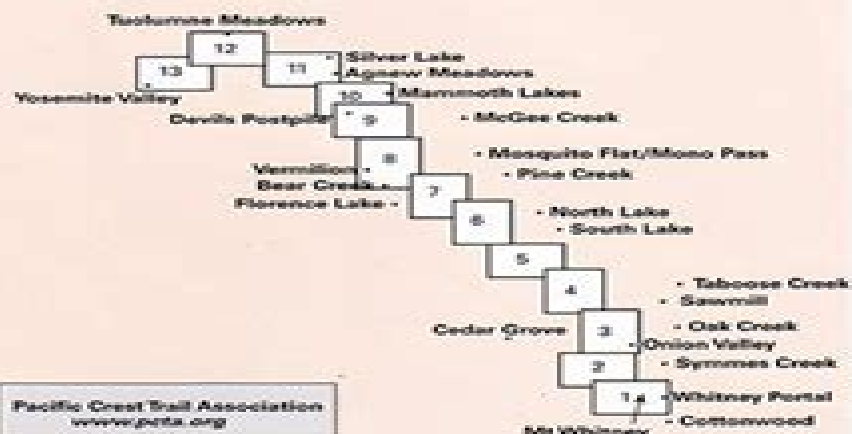 Tuolumne Meadows
12
13
11
Silver Lake
Agnew Meadows
10
Mammoth Lakes
Yosemite Valley
Devils Postpile
9
McGee Creek
8
Mosquito Flat/Mono Pass
Vermillion
Pine Creek
Bear Creek
7
Florence Lake
6
North Lake
South Lake
5
4
Taboose Creek
Sawmill
Cedar Grove
3
Oak Creek
Onion Valley
2
Symmes Creek
1
Whitney Portal
Pacific Crest Trail Association
www.pcta.org
Cottonwood
Mt Whitney